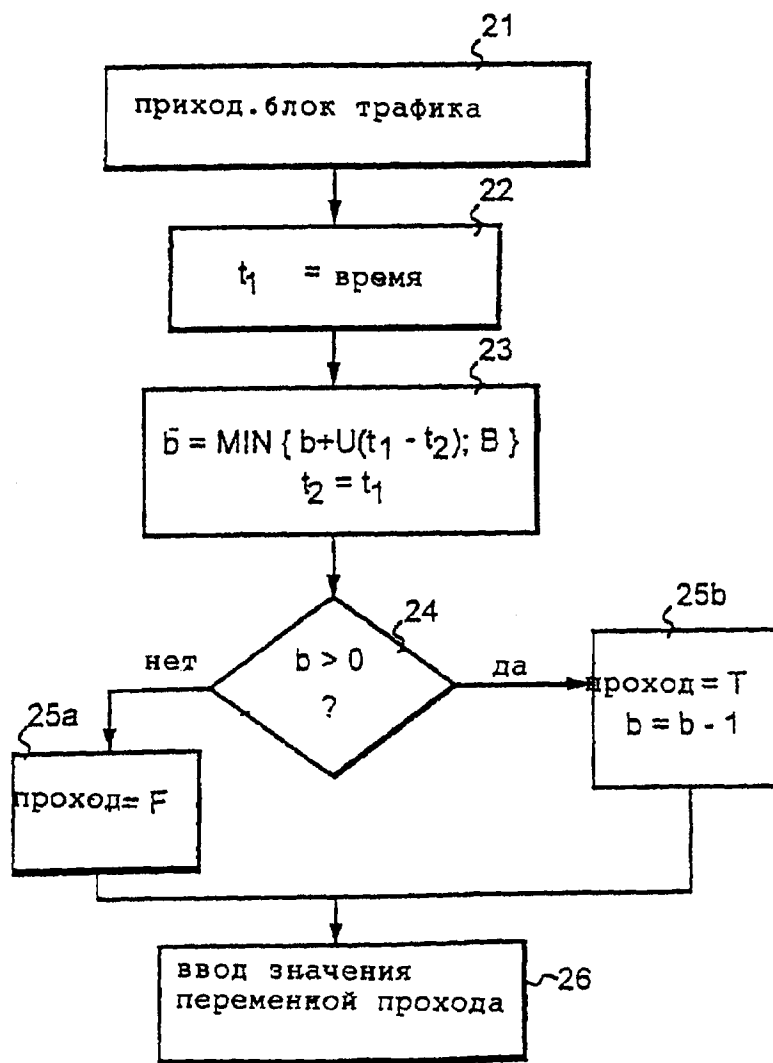 21
приход.блок трафика
22
t₁ = время
23
b = MIN { b+U(t₁ - t₂); B }
t₂ = t₁
24
b > 0
?
нет
да
25a
проход= F
25b
проход= T
b = b - 1
ввод значения
переменной прохода
26